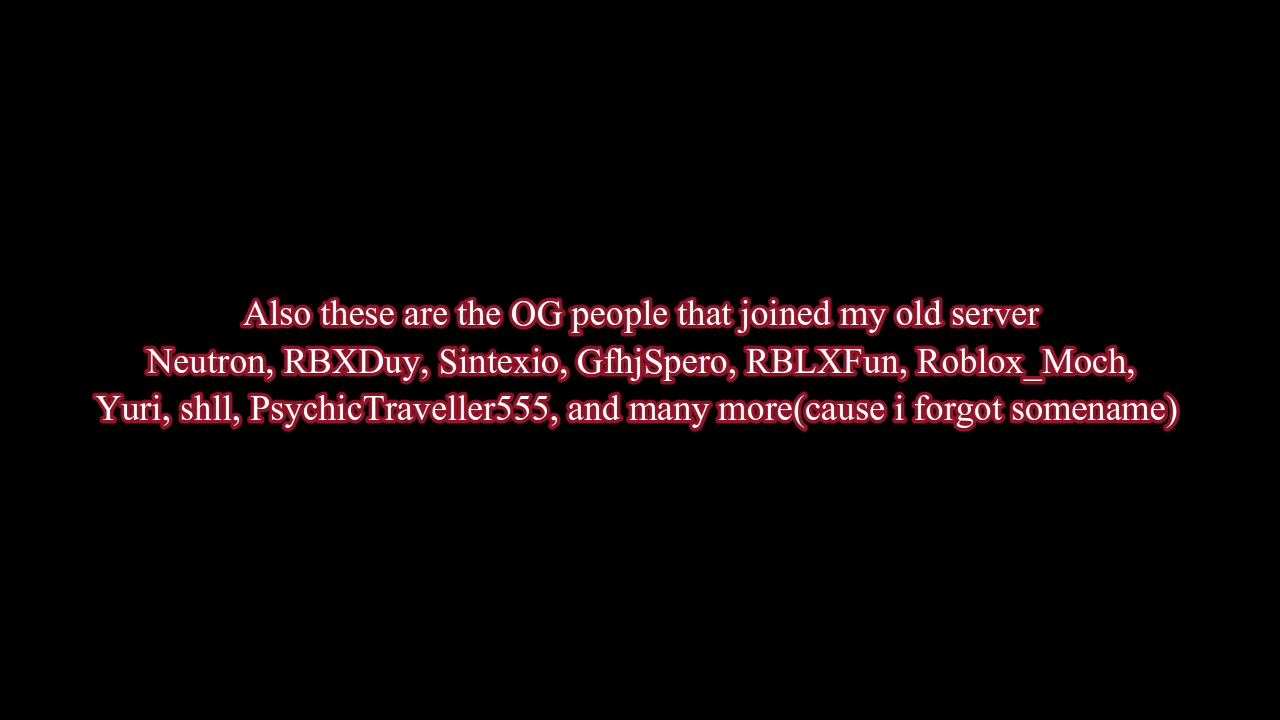 Also these are the OG people that joined my old server
Neutron, RBXDuy, Sintexio, GfhjSpero, RBLXFun, Roblox_Moch,
Yuri, shll, PsychicTraveller555, and many more(cause i forgot somename)